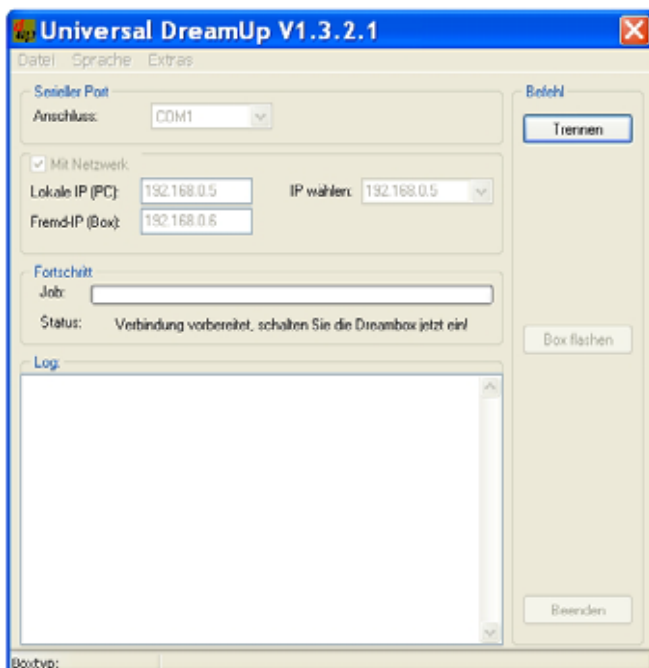 Universal DreamUp V1.3.2.1
Datei Sprache Extras
Serieller Port
Anschluss: COM1
Mit Netzwerk
Lokale IP (PC): 192.168.0.5 IP wählen: 192.168.0.5
Fremd-IP (Box): 192.168.0.6
Fortschritt
Job:
Status: Verbindung vorbereitet, schalten Sie die Dreambox jetzt ein!
Log:
Befehl
Trennen
Box flashen
Beenden
Boxtyp: